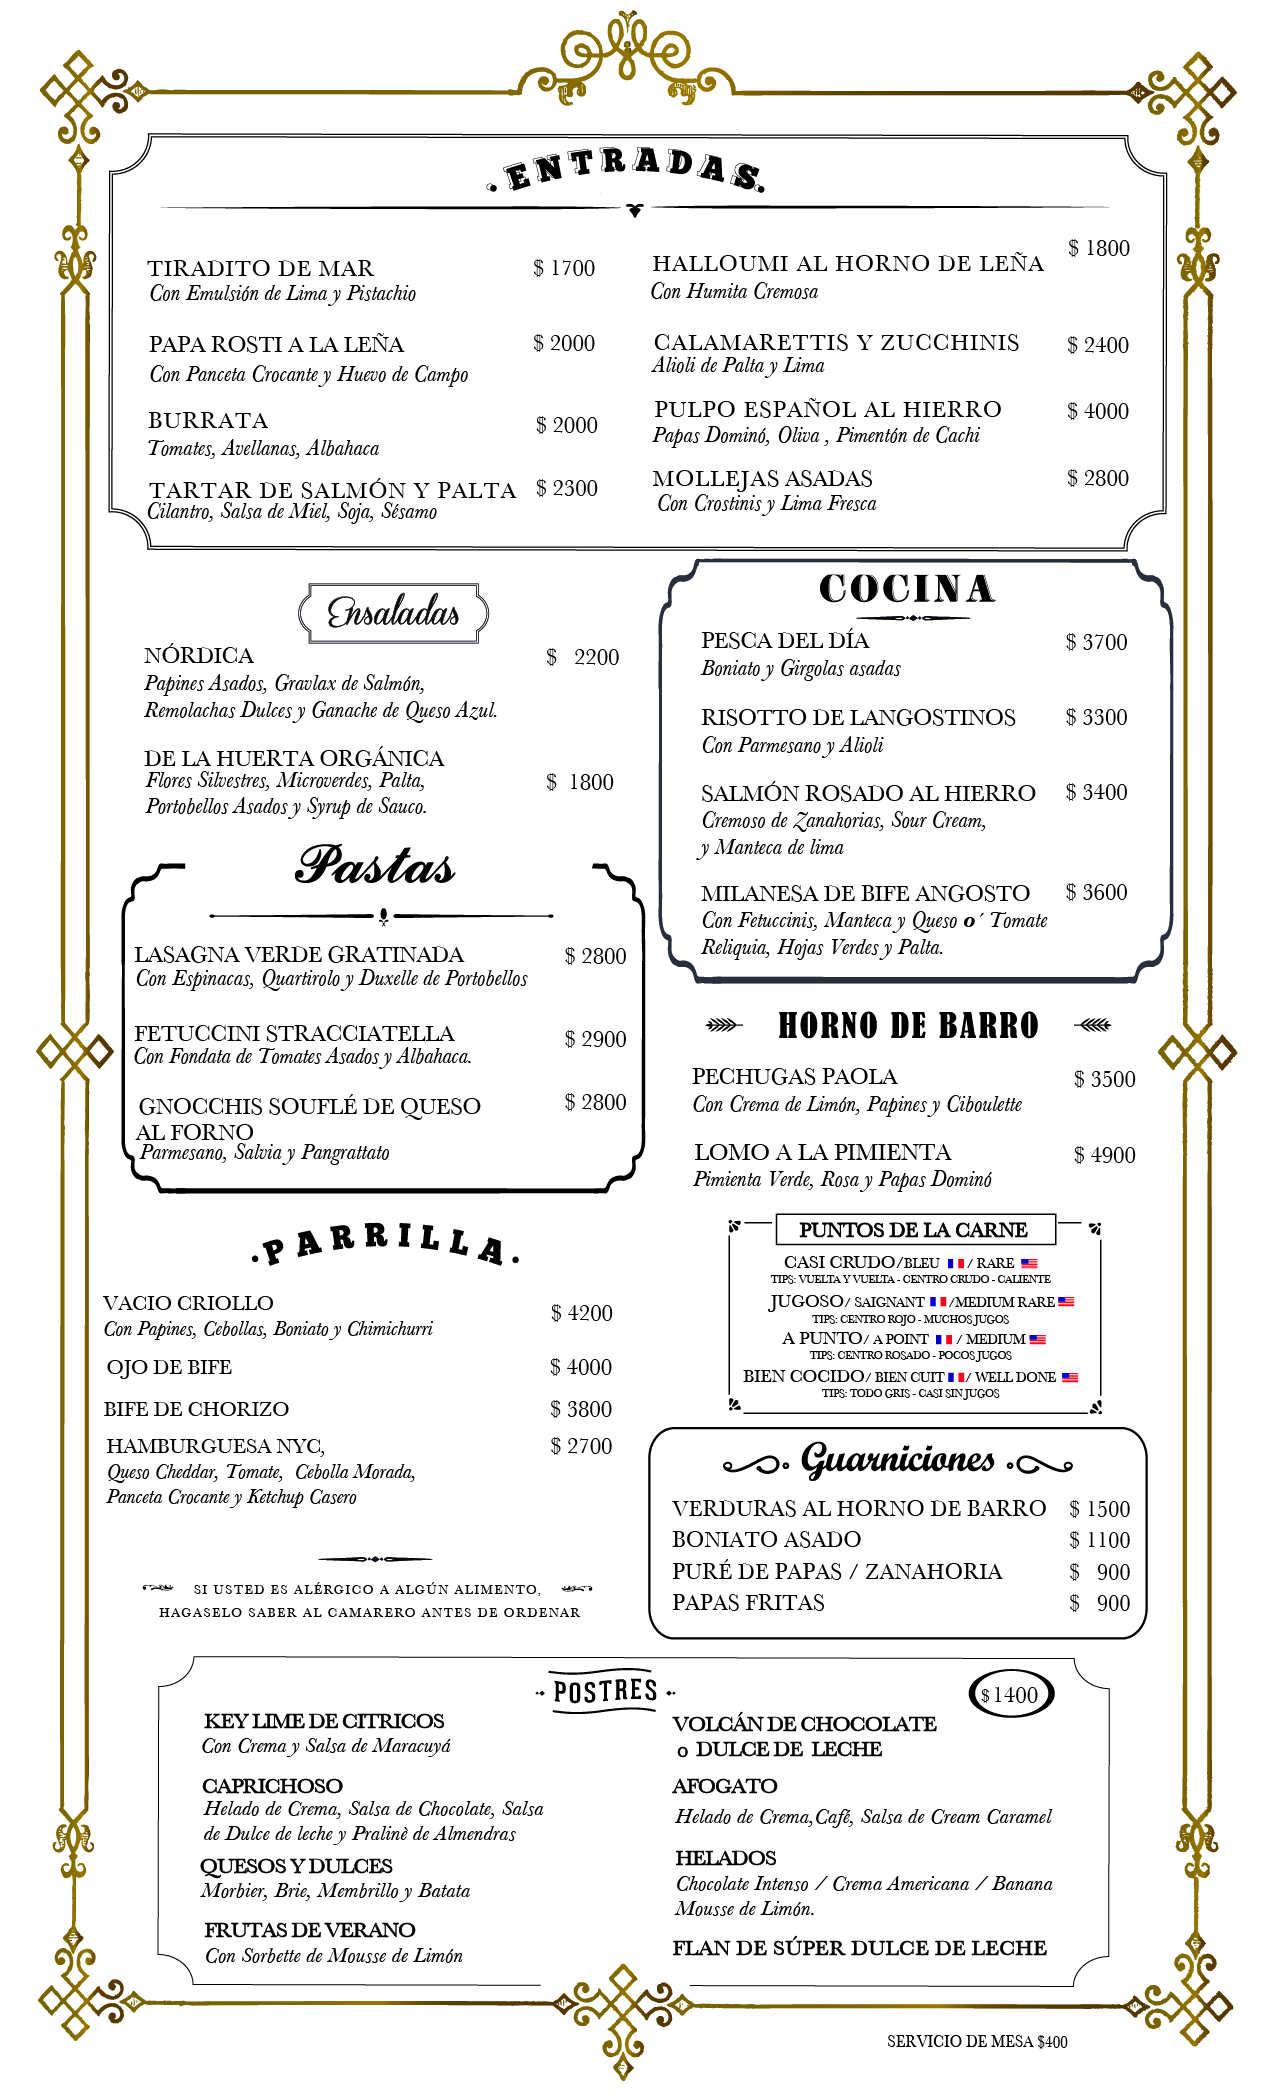 ENTRADAS
TIRADITO DE MAR $ 1700
Con Emulsión de Lima y Pistachio
PAPA ROSTI A LA LEÑA $ 2000
Con Panceta Crocante y Huevo de Campo
BURRATA $ 2000
Tomates, Avellanas, Albahaca
TARTAR DE SALMÓN Y PALTA $ 2300
Cilantro, Salsa de Miel, Soja, Sésamo
HALLOUMI AL HORNO DE LEÑA $ 1800
Con Humita Cremosa
CALAMARETTIS Y ZUCCHINIS $ 2400
Alioli de Palta y Lima
PULPO ESPAÑOL AL HIERRO $ 4000
Papas Dominó, Oliva , Pimentón de Cachi
MOLLEJAS ASADAS $ 2800
Con Crostinis y Lima Fresca
Ensaladas
NÓRDICA $ 2200
Papines Asados, Gravlax de Salmón,
Remolachas Dulces y Ganache de Queso Azul.
DE LA HUERTA ORGÁNICA
Flores Silvestres, Microverdes, Palta, $ 1800
Portobellos Asados y Syrup de Sauco.
Pastas
LASAGNA VERDE GRATINADA $ 2800
Con Espinacas, Quartirolo y Duxelle de Portobellos
FETUCCINI STRACCIATELLA $ 2900
Con Fondata de Tomates Asados y Albahaca.
GNOCCHIS SOUFLÉ DE QUESO $ 2800
AL FORNO
Parmesano, Salvia y Pangrattato
PARRILLA
VACIO CRIOLLO $ 4200
Con Papines, Cebollas, Boniato y Chimichurri
OJO DE BIFE $ 4000
BIFE DE CHORIZO $ 3800
HAMBURGUESA NYC, $ 2700
Queso Cheddar, Tomate, Cebolla Morada,
Panceta Crocante y Ketchup Casero
SI USTED ES ALÉRGICO A ALGÚN ALIMENTO,
HAGASELO SABER AL CAMARERO ANTES DE ORDENAR
COCINA
PESCA DEL DÍA $ 3700
Boniato y Girgolas asadas
RISOTTO DE LANGOSTINOS $ 3300
Con Parmesano y Alioli
SALMÓN ROSADO AL HIERRO $ 3400
Cremoso de Zanahorias, Sour Cream,
y Manteca de lima
MILANESA DE BIFE ANGOSTO $ 3600
Con Fetuccinis, Manteca y Queso o´ Tomate
Reliquia, Hojas Verdes y Palta.
HORNO DE BARRO
PECHUGAS PAOLA $ 3500
Con Crema de Limón, Papines y Ciboulette
LOMO A LA PIMIENTA $ 4900
Pimienta Verde, Rosa y Papas Dominó
PUNTOS DE LA CARNE
CASI CRUDO/BLEU / RARE
TIPS: VUELTA Y VUELTA - CENTRO CRUDO - CALIENTE
JUGOSO/ SAIGNANT /MEDIUM RARE
TIPS: CENTRO ROJO - MUCHOS JUGOS
A PUNTO/ A POINT / MEDIUM
TIPS: CENTRO ROSADO - POCOS JUGOS
BIEN COCIDO/ BIEN CUIT / WELL DONE
TIPS: TODO GRIS - CASI SIN JUGOS
Guarniciones
VERDURAS AL HORNO DE BARRO $ 1500
BONIATO ASADO $ 1100
PURÉ DE PAPAS / ZANAHORIA $ 900
PAPAS FRITAS $ 900
POSTRES
$1400
KEY LIME DE CITRICOS
Con Crema y Salsa de Maracuyá
CAPRICHOSO
Helado de Crema, Salsa de Chocolate, Salsa
de Dulce de leche y Pralinè de Almendras
QUESOS Y DULCES
Morbier, Brie, Membrillo y Batata
FRUTAS DE VERANO
Con Sorbette de Mousse de Limón
VOLCÁN DE CHOCOLATE
o DULCE DE LECHE
AFOGATO
Helado de Crema,Café, Salsa de Cream Caramel
HELADOS
Chocolate Intenso / Crema Americana / Banana
Mousse de Limón.
FLAN DE SÚPER DULCE DE LECHE
SERVICIO DE MESA $400